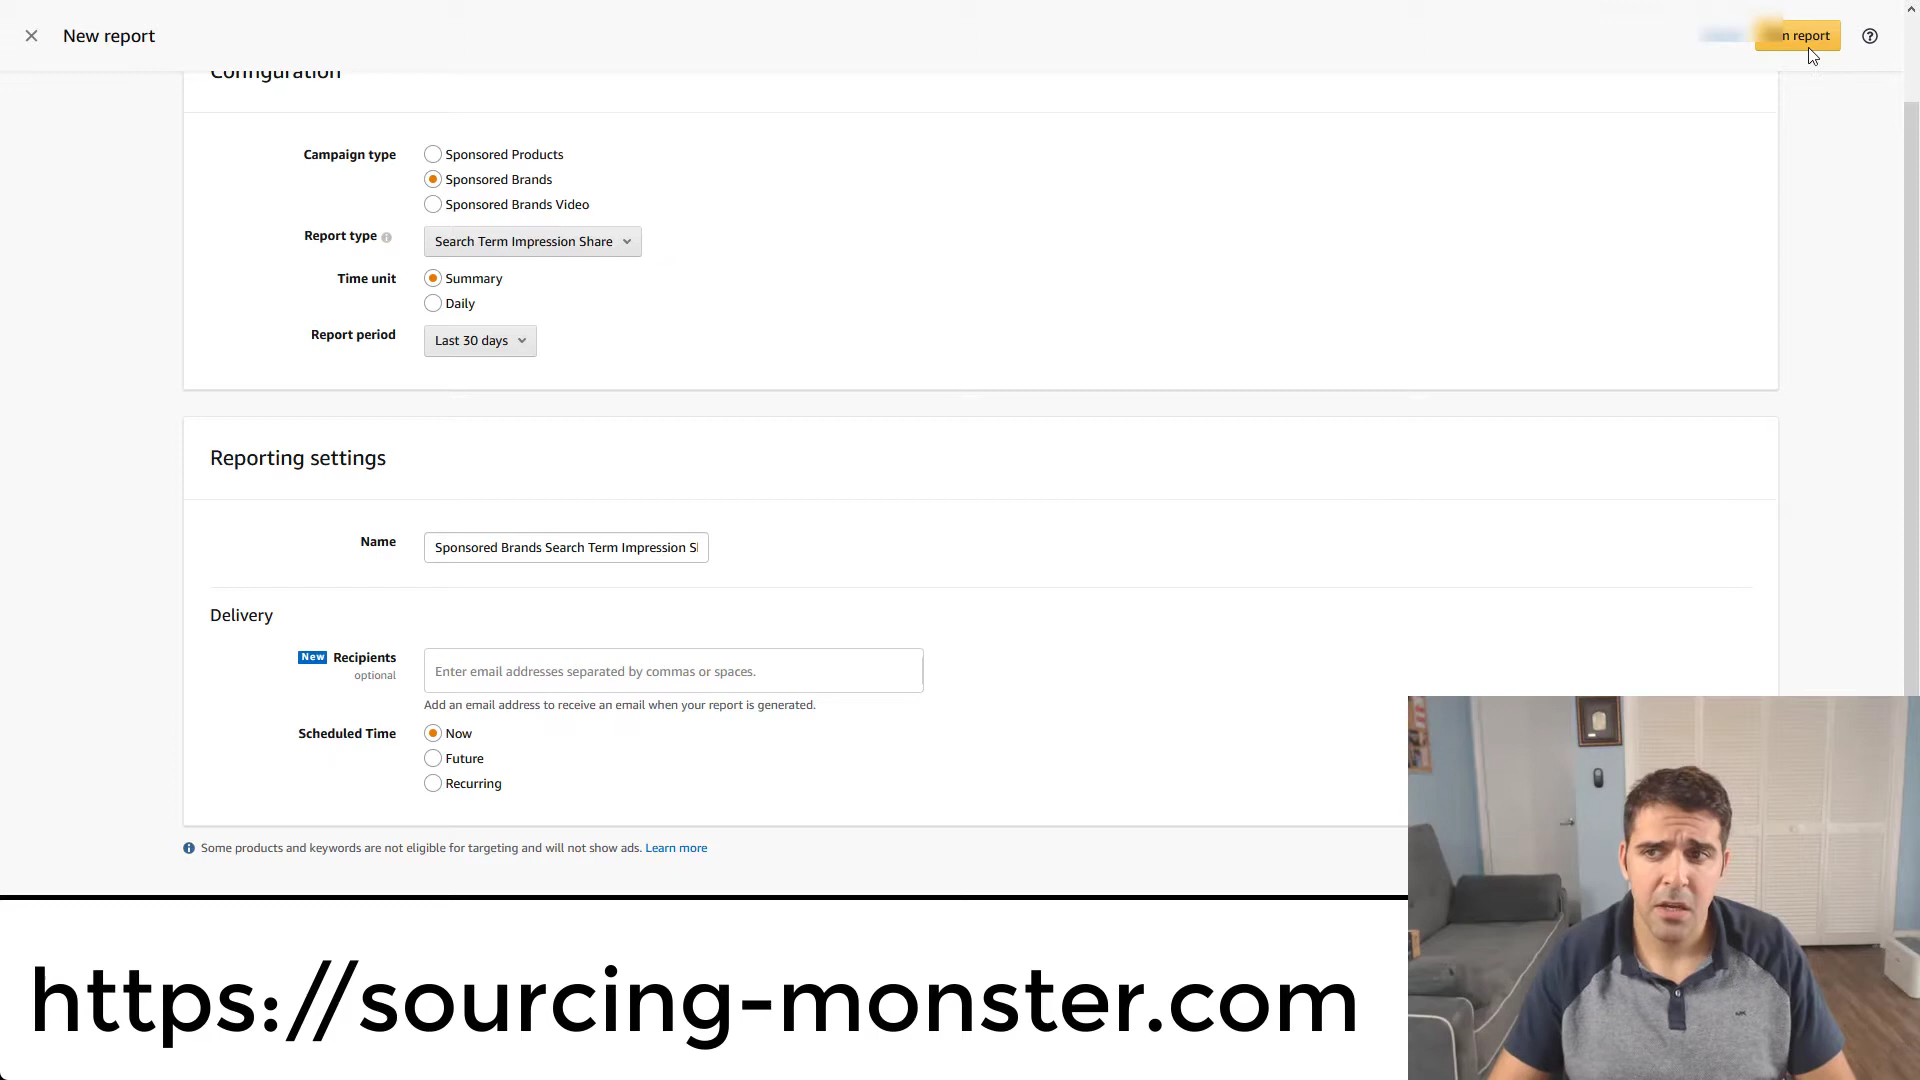 New report
report
Configuration
Campaign type
Sponsored Products
Sponsored Brands
Sponsored Brands Video
Report type
Search Term Impression Share
Time unit
Summary
Daily
Report period
Last 30 days
Reporting settings
Name
Sponsored Brands Search Term Impression S
Delivery
New Recipients
optional
Enter email addresses separated by commas or spaces.
Add an email address to receive an email when your report is generated.
Scheduled Time
Now
Future
Recurring
Some products and keywords are not eligible for targeting and will not show ads. Learn more
https://sourcing-monster.com